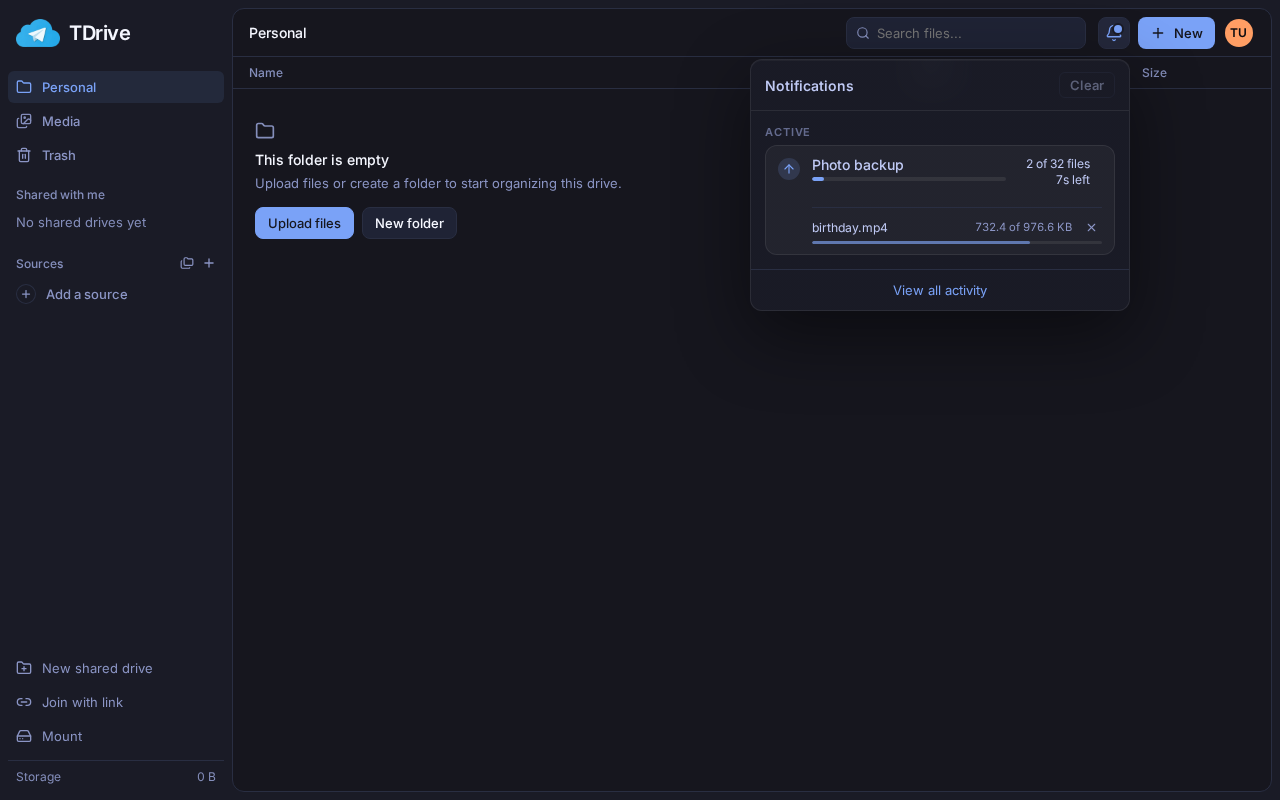 TDrive
Personal
Media
Trash
Shared with me
No shared drives yet
Sources
Add a source
New shared drive
Join with link
Mount
Storage 0 B
Personal
Search files...
New
TU
Name Size
This folder is empty
Upload files or create a folder to start organizing this drive.
Upload files New folder
Notifications Clear
ACTIVE
Photo backup 2 of 32 files
7s left
birthday.mp4 732.4 of 976.6 KB
View all activity